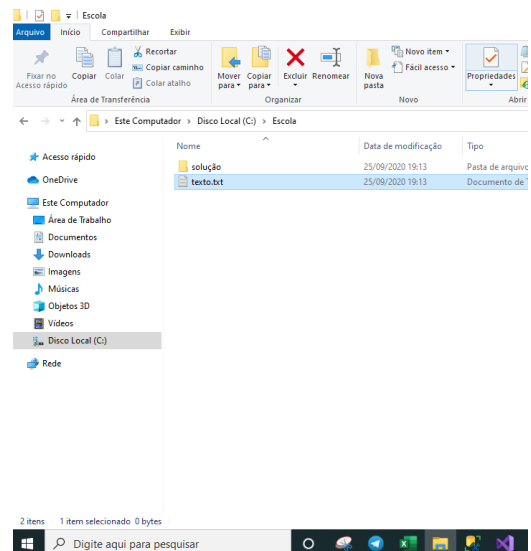 Escola
Arquivo Início Compartilhar Exibir
Fixar no Acesso rápido
Copiar
Colar
Recortar
Copiar caminho
Colar atalho
Mover para
Copiar para
Excluir
Renomear
Nova pasta
Novo item
Fácil acesso
Propriedades
Área de Transferência
Organizar
Novo
Abrir
Este Computador > Disco Local (C:) > Escola
Nome Data de modificação Tipo
solução 25/09/2020 19:13 Pasta de arquivo
texto.txt 25/09/2020 19:13 Documento de
Acesso rápido
OneDrive
Este Computador
Área de Trabalho
Documentos
Downloads
Imagens
Músicas
Objetos 3D
Vídeos
Disco Local (C:)
Rede
2 itens 1 item selecionado 0 bytes
Digite aqui para pesquisar